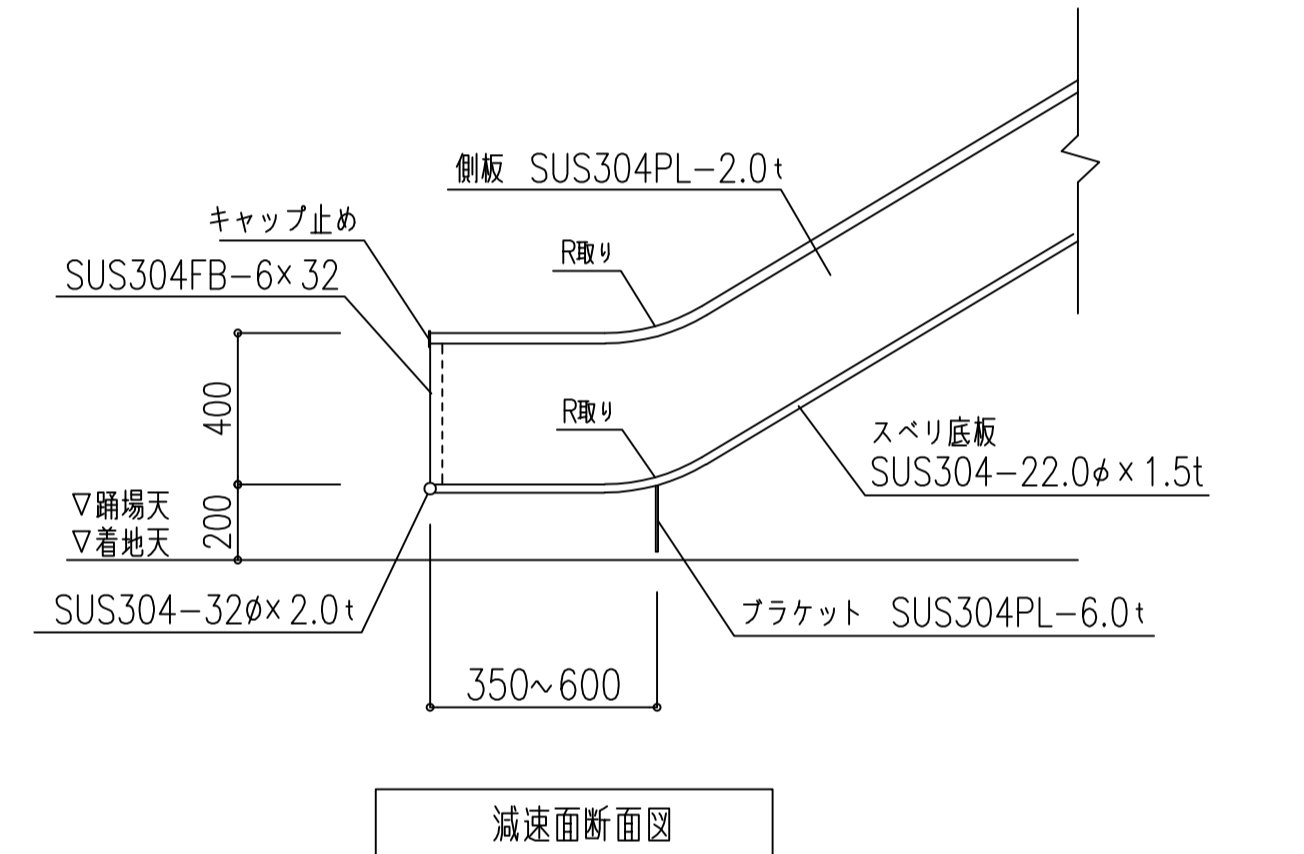 側板 SUS304PL-2.0t
キャップ止め
SUS304FB-6×32
R取り
400
R取り
スベリ底板
SUS304-22.0φ×1.5t
▽踊場天
▽着地天
200
SUS304-32φ×2.0t
ブラケット SUS304PL-6.0t
350~600
減速面断面図